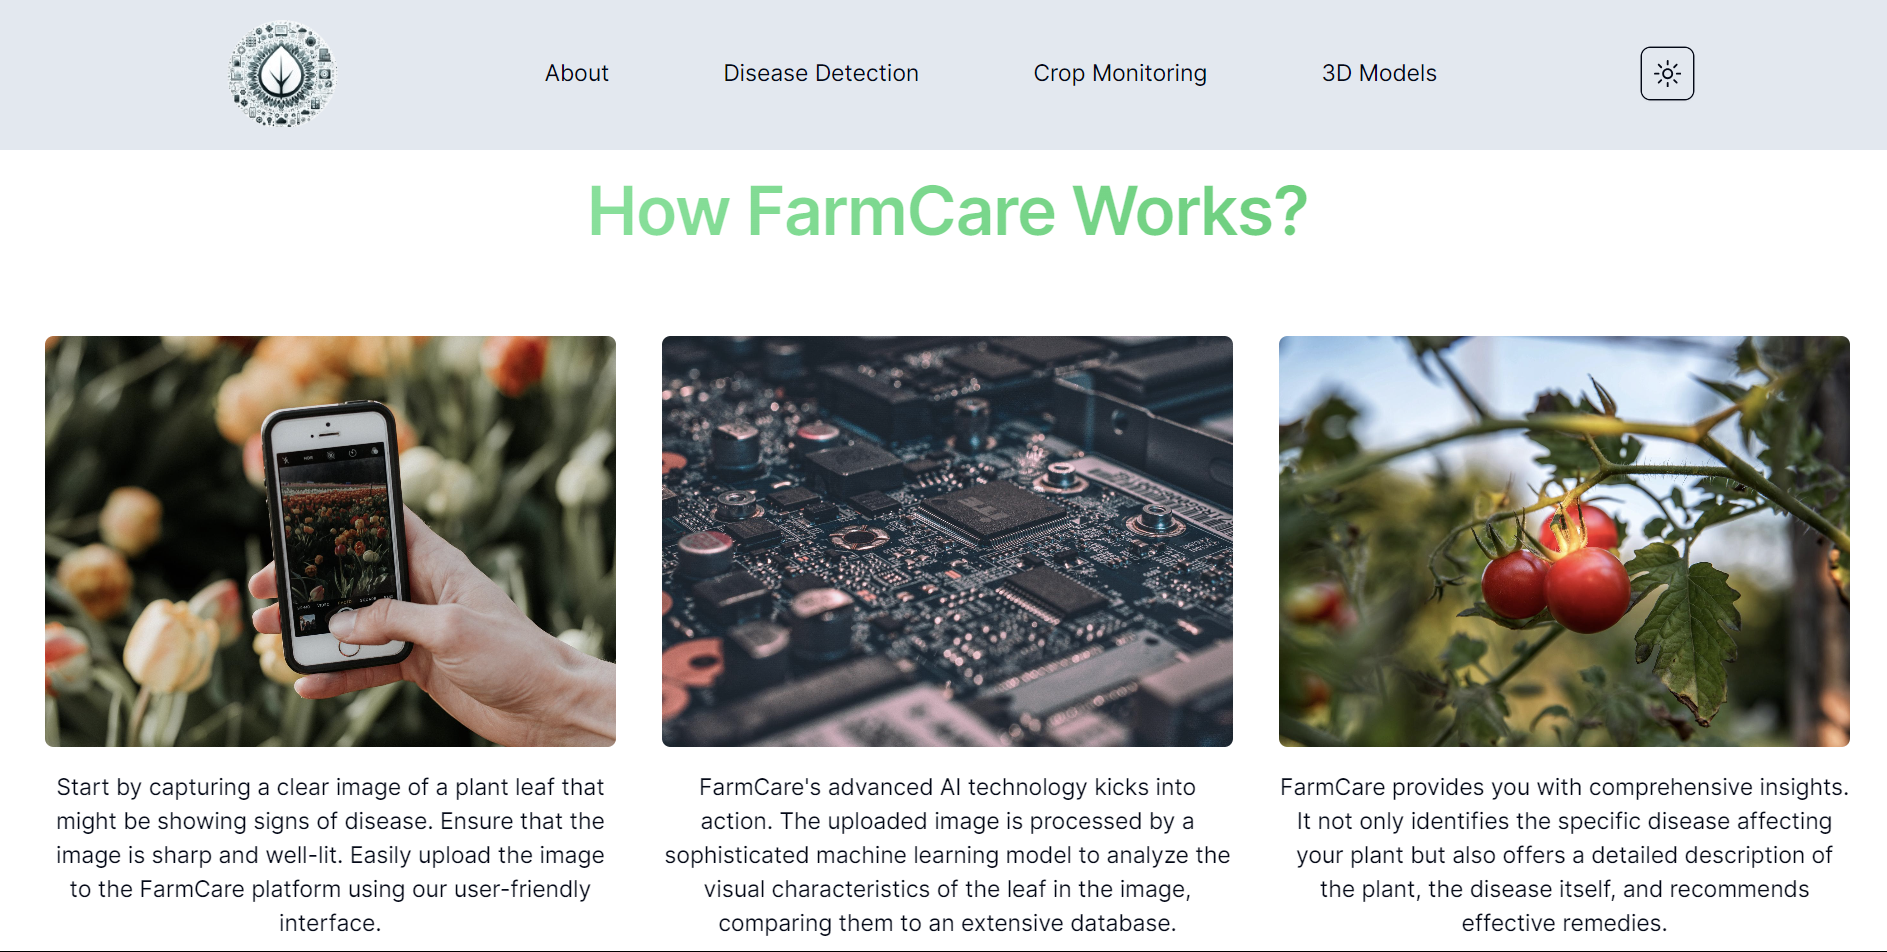 About
Disease Detection
Crop Monitoring
3D Models
How FarmCare Works?
Start by capturing a clear image of a plant leaf that
might be showing signs of disease. Ensure that the
image is sharp and well-lit. Easily upload the image
to the FarmCare platform using our user-friendly
interface.
FarmCare's advanced AI technology kicks into
action. The uploaded image is processed by a
sophisticated machine learning model to analyze the
visual characteristics of the leaf in the image,
comparing them to an extensive database.
FarmCare provides you with comprehensive insights.
It not only identifies the specific disease affecting
your plant but also offers a detailed description of
the plant, the disease itself, and recommends
effective remedies.